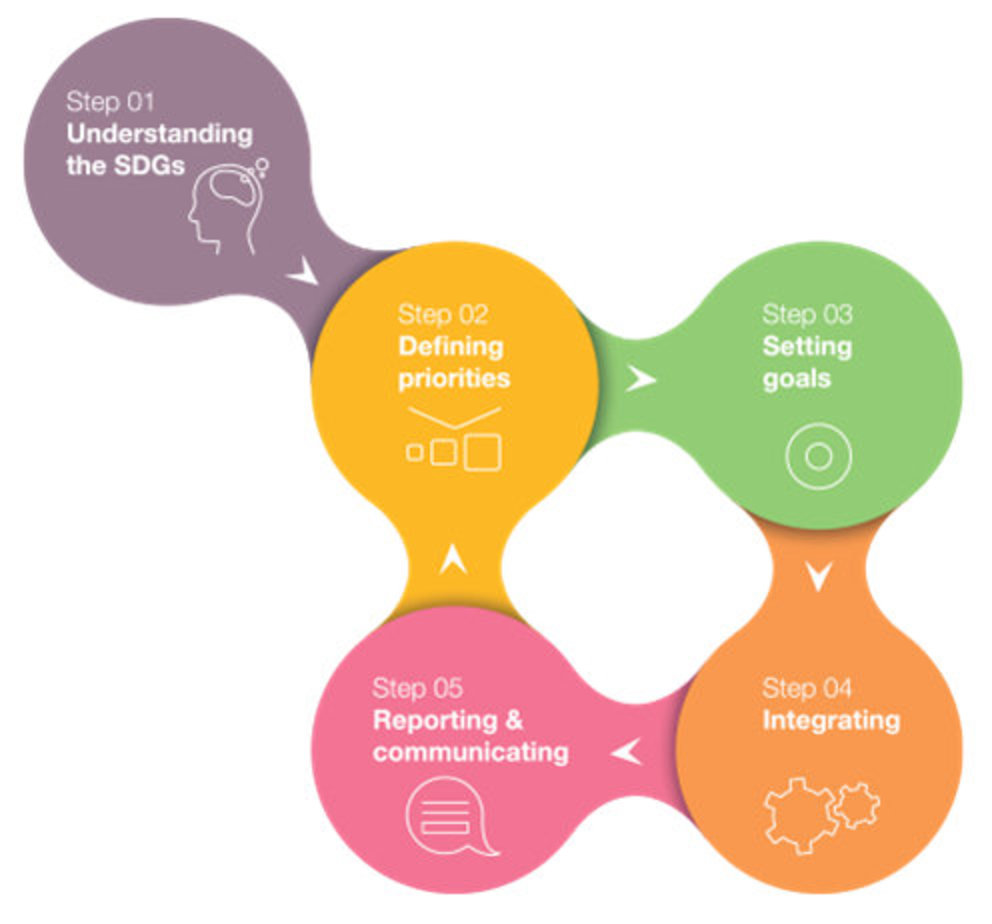 Step 01
Understanding
the SDGs
Step 02
Defining
priorities
Step 03
Setting
goals
Step 04
Integrating
Step 05
Reporting &
communicating